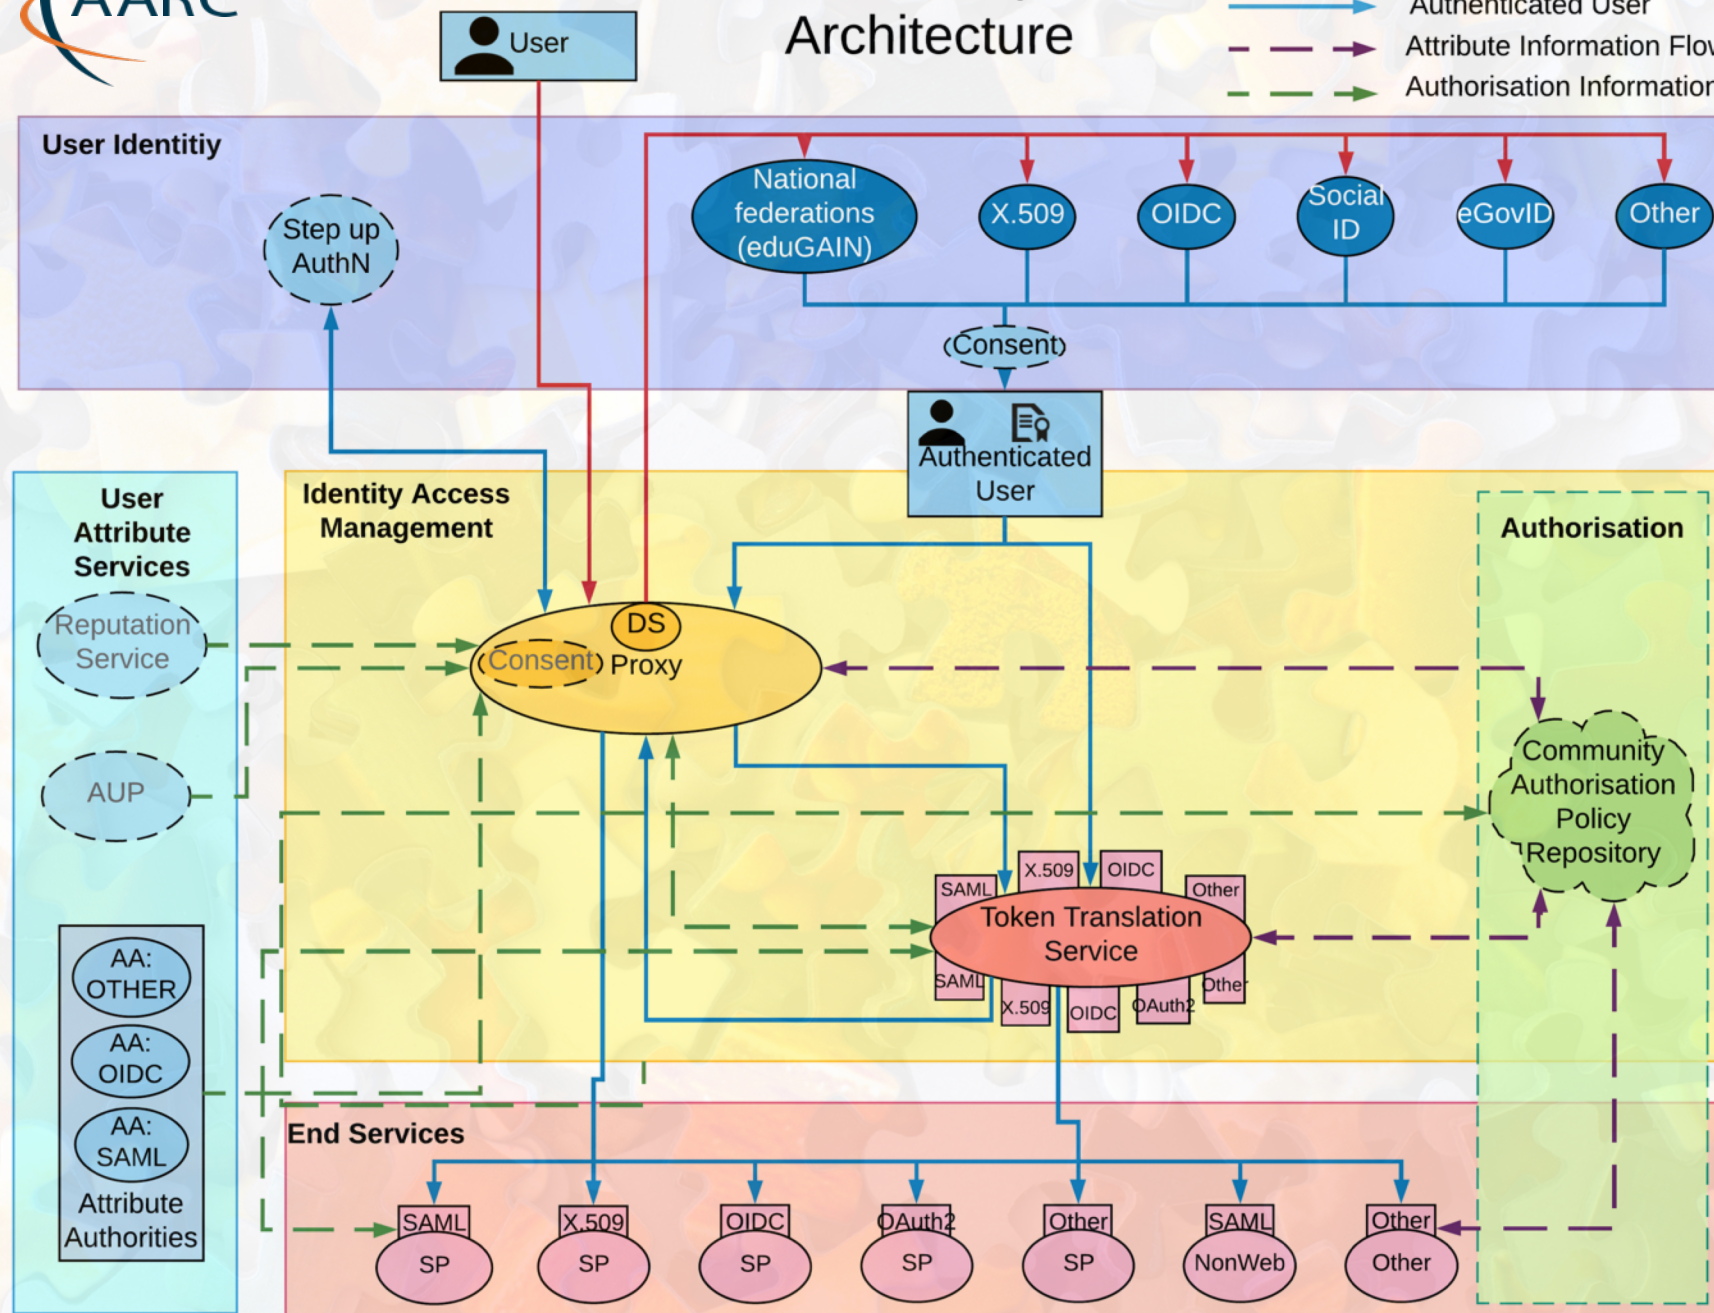 AARC
User
Architecture
Authenticated User
Attribute Information Flow
Authorisation Information
User Identitiy
Step up
AuthN
National
federations
(eduGAIN)
X.509
OIDC
Social
ID
eGovID
Other
Consent
Authenticated
User
User
Attribute
Services
Identity Access
Management
Authorisation
Reputation
Service
DS
Consent
Proxy
AUP
Community
Authorisation
Policy
Repository
SAML
X.509
OIDC
Other
Token Translation
Service
SAML
X.509
OIDC
OAuth2
Other
AA:
OTHER
AA:
OIDC
AA:
SAML
Attribute
Authorities
End Services
SAML
SP
X.509
SP
OIDC
SP
OAuth2
SP
Other
SP
SAML
NonWeb
Other
Other